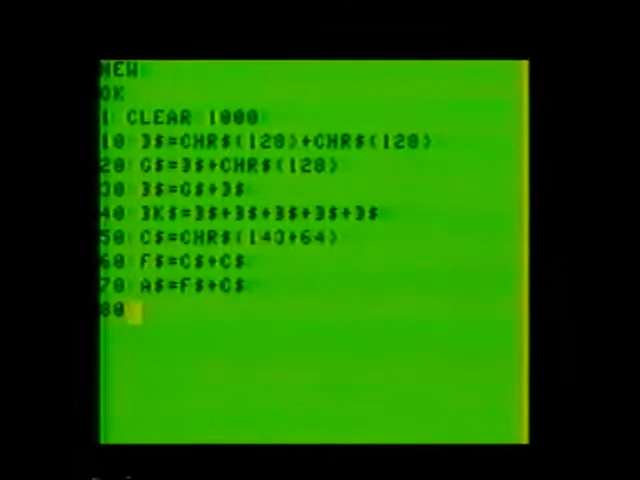 NEW
OK
1 CLEAR 1000
10 B$=CHR$(128)+CHR$(128)
20 G$=B$+CHR$(128)
30 B$=G$+B$
40 BK$=B$+B$+B$+B$+B$
50 C$=CHR$(143+64)
60 F$=C$+C$
70 A$=F$+C$
80